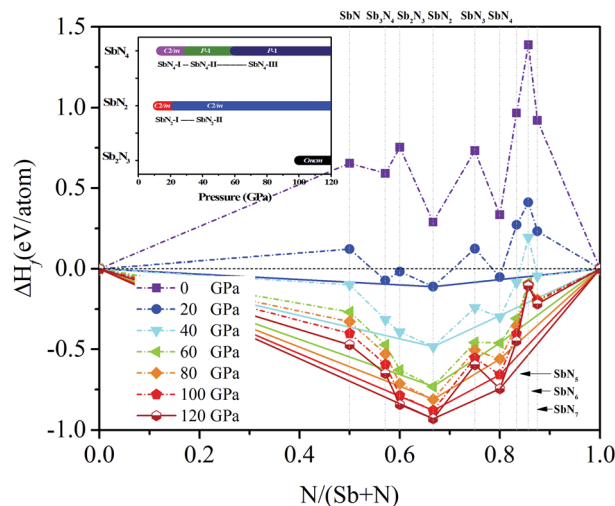 SbN Sb₃N₄ Sb₂N₃ SbN₂ SbN₃ SbN₄
1.5
1.0
0.5
0.0
-0.5
-1.0
ΔH_f(eV/atom)
SbN₄
SbN₂
Sb₂N₃
C2/m P-1 P-1
SbN₄-I -- SbN₄-II -------- SbN₄-III
C2/m C2/m
SbN₂-I —— SbN₂-II
Cmcm
0 20 40 60 80 100 120
Pressure (GPa)
0 GPa
20 GPa
40 GPa
60 GPa
80 GPa
100 GPa
120 GPa
SbN₅
SbN₆
SbN₇
0.0 0.2 0.4 0.6 0.8 1.0
N/(Sb+N)